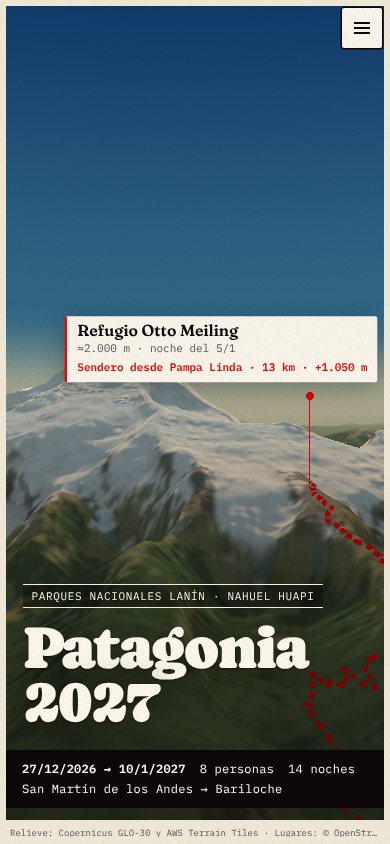 Refugio Otto Meiling
≈2.000 m · noche del 5/1
Sendero desde Pampa Linda · 13 km · +1.050 m
PARQUES NACIONALES LANÍN · NAHUEL HUAPI
Patagonia
2027
27/12/2026 → 10/1/2027 8 personas 14 noches
San Martín de los Andes → Bariloche
Relieve: Copernicus GLO-30 y AWS Terrain Tiles · Lugares: © OpenStr…